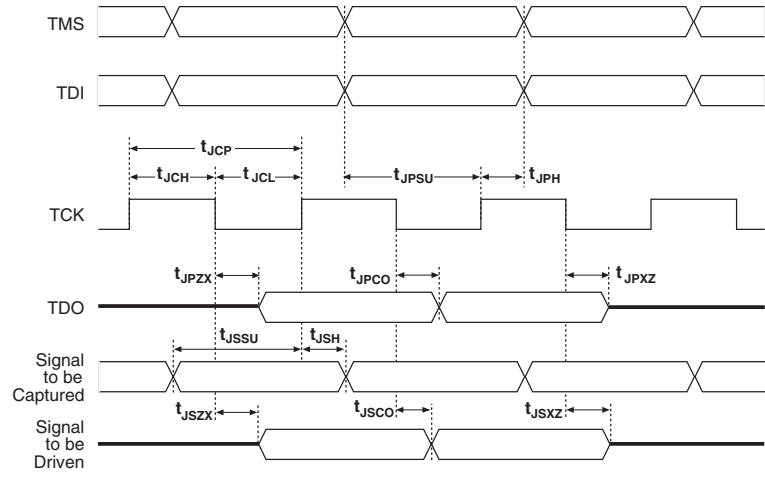 TMS
TDI
tJCP
tJCH
tJCL
tJPSU
tJPH
TCK
tJPZX
tJPCO
tJPXZ
TDO
tJSSU
tJSH
Signal
to be
Captured
tJSZX
tJSCO
tJSXZ
Signal
to be
Driven